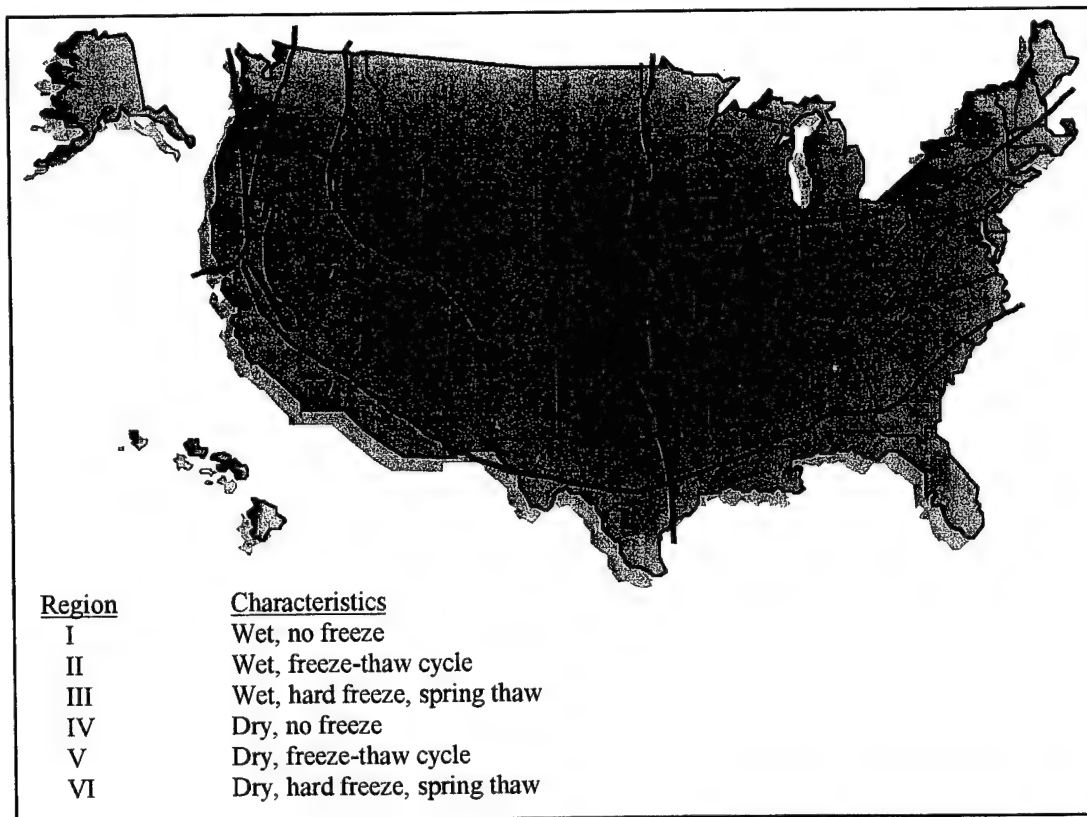 Region Characteristics
I Wet, no freeze
II Wet, freeze-thaw cycle
III Wet, hard freeze, spring thaw
IV Dry, no freeze
V Dry, freeze-thaw cycle
VI Dry, hard freeze, spring thaw